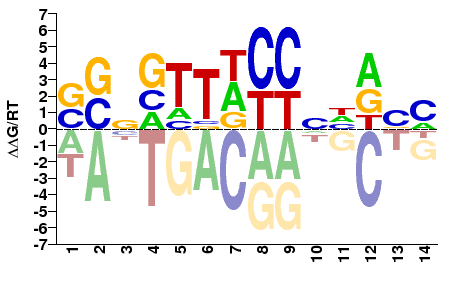 ΔΔG/RT
7
6
5
4
3
2
1
0
-1
-2
-3
-4
-5
-6
-7
G C A T
G C A
G
G C A T
T A C G
T C A
T A G C
C T A G
C T A G
C T
T A C G
A G T C
C T
C A T G
1 2 3 4 5 6 7 8 9 10 11 12 13 14